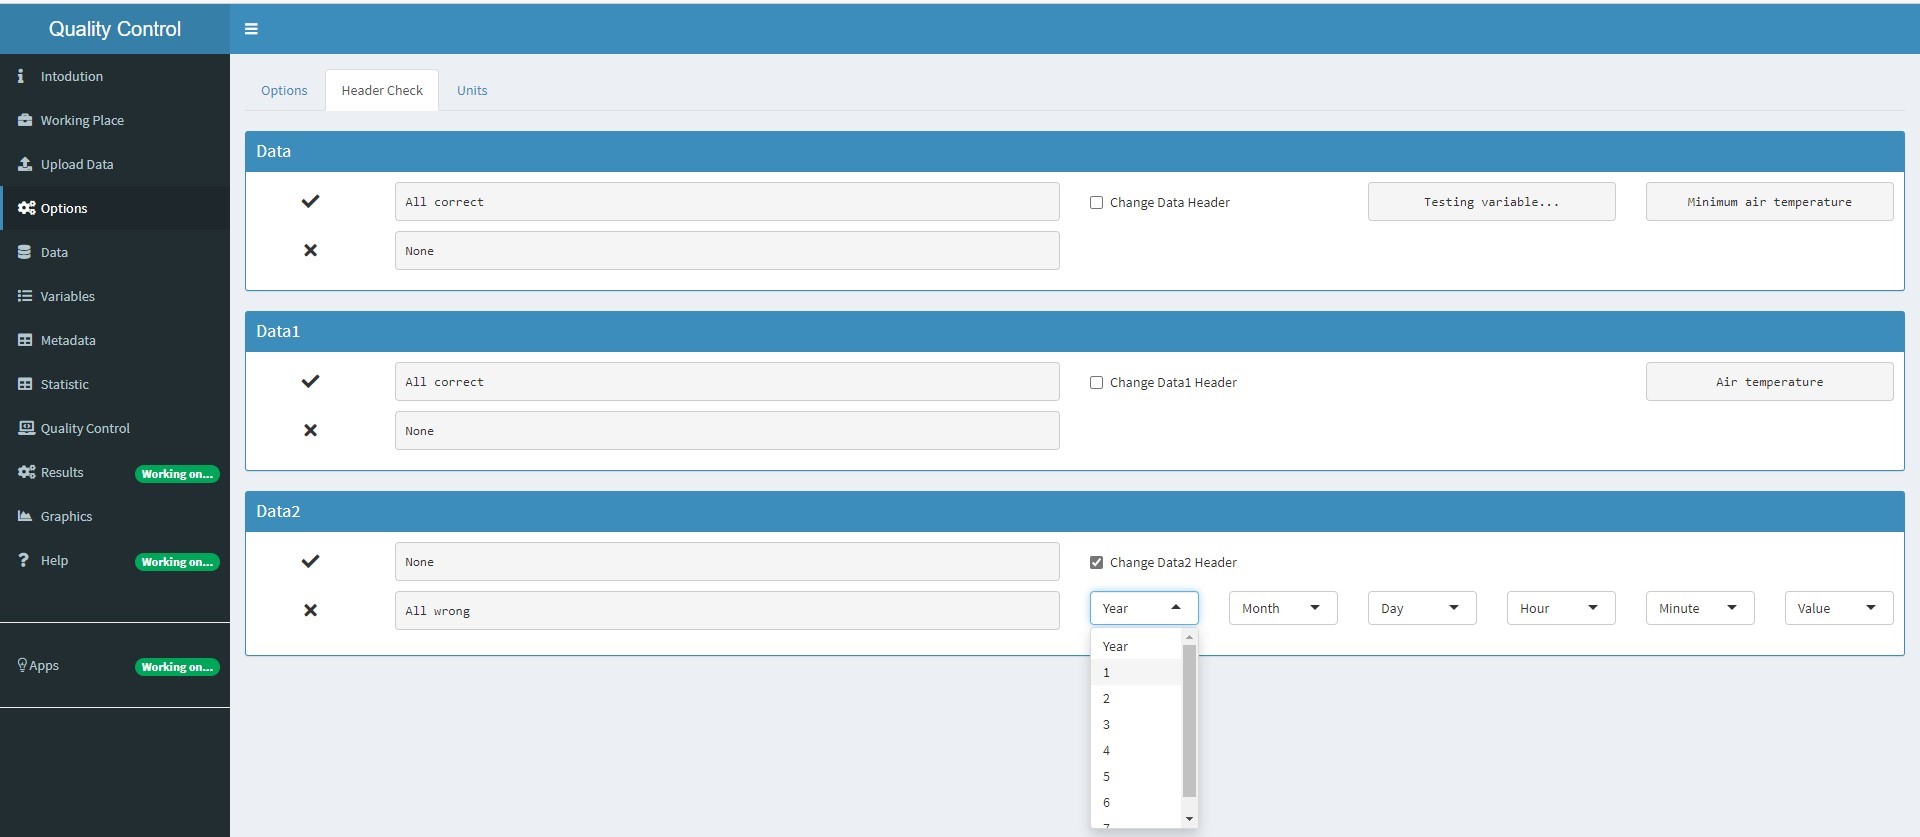 Quality Control
Intodution
Working Place
Upload Data
Options
Data
Variables
Metadata
Statistic
Quality Control
Results Working on...
Graphics
Help Working on...
Apps Working on...
Options Header Check Units
Data
All correct Change Data Header Testing variable... Minimum air temperature
None
Data1
All correct Change Data1 Header Air temperature
None
Data2
None Change Data2 Header
All wrong Year Month Day Hour Minute Value
Year
1
2
3
4
5
6
7